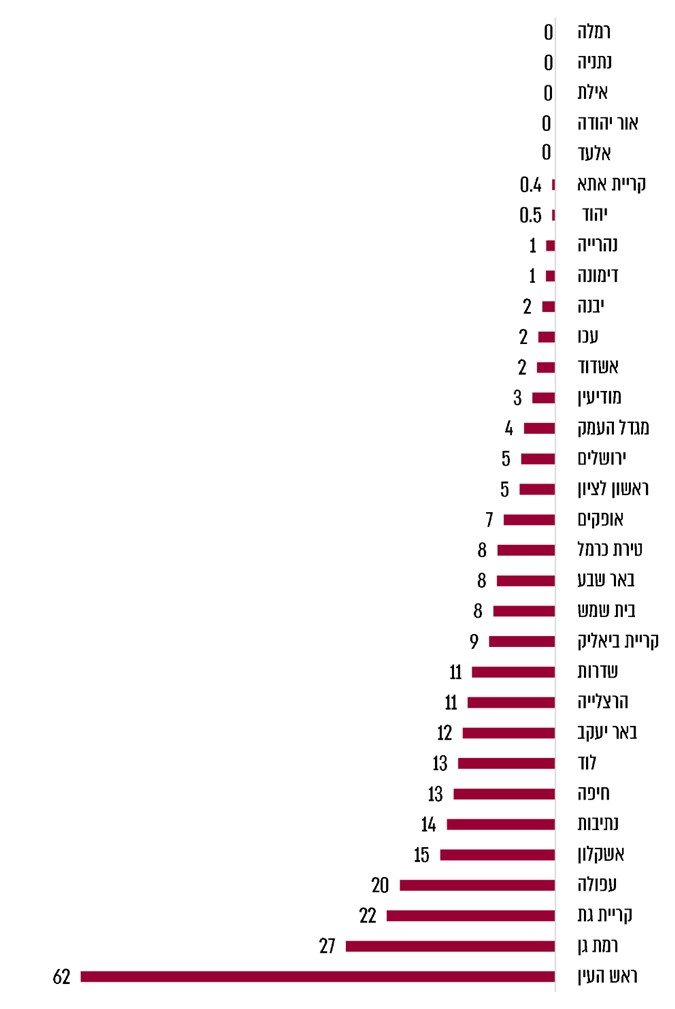 רמלה 0
נתניה 0
אילת 0
אור יהודה 0
אלעד 0
קריית אתא 0.4
יהוד 0.5
נהרייה 1
דימונה 1
יבנה 2
עכו 2
אשדוד 2
מודיעין 3
מגדל העמק 4
ירושלים 5
ראשון לציון 5
אופקים 7
טירת כרמל 8
באר שבע 8
בית שמש 8
קריית ביאליק 9
שדרות 11
הרצלייה 11
באר יעקב 12
לוד 13
חיפה 13
נתיבות 14
אשקלון 15
עפולה 20
קריית גת 22
רמת גן 27
ראש העין 62